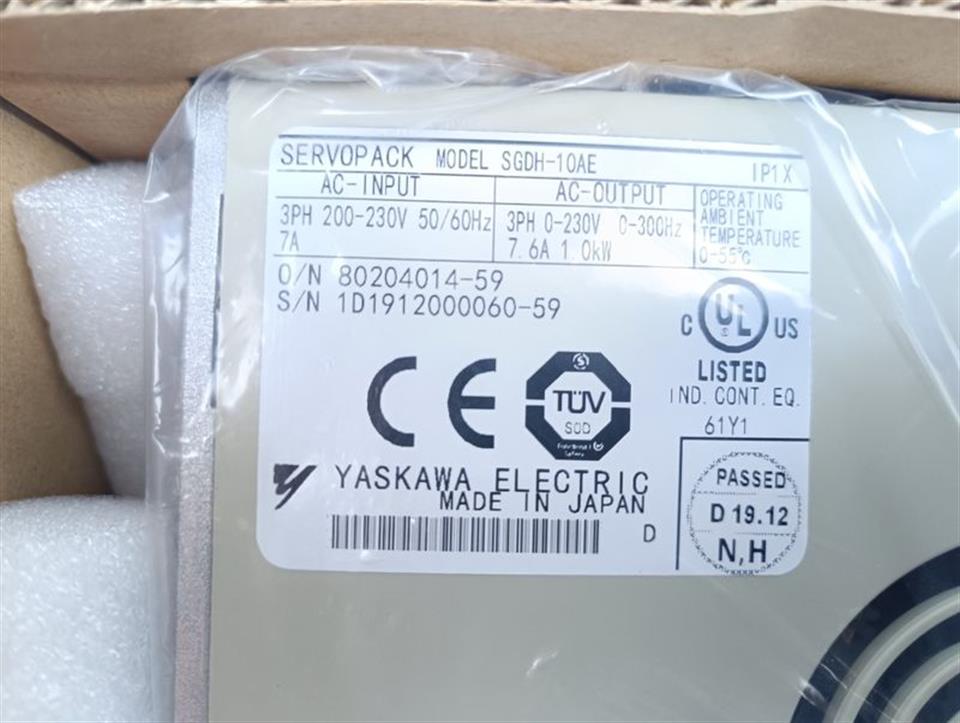 SERVOPACK MODEL SGDH-10AE IP1X
AC-INPUT
3PH 200-230V 50/60Hz
7A
AC-OUTPUT
3PH 0-230V 0-300Hz
7.6A 1.0kW
OPERATING
AMBIENT
TEMPERATURE
0-55°C
O/N 80204014-59
S/N 1D1912000060-59
C UL US
LISTED
IND. CONT. EQ.
61Y1
CE
TÜV
SÜD
YASKAWA ELECTRIC
MADE IN JAPAN
D
PASSED
D 19.12
N,H